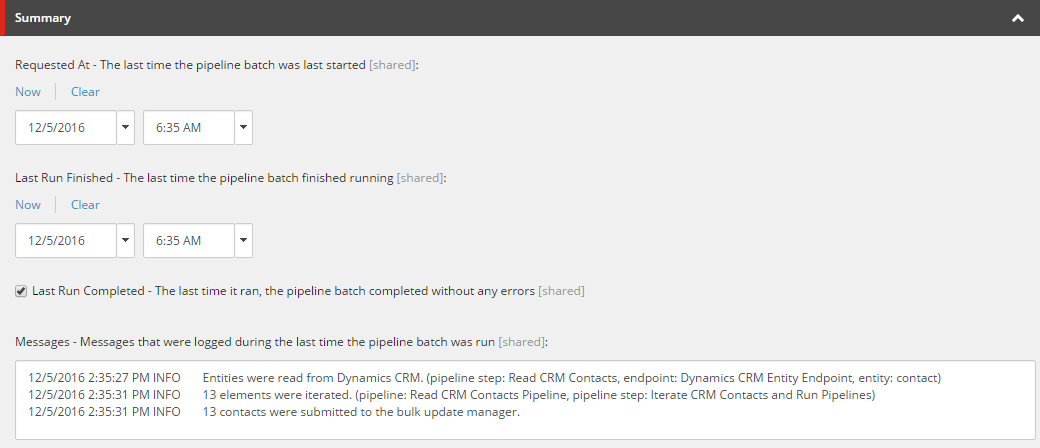 Summary
Requested At - The last time the pipeline batch was last started [shared]:
Now Clear
12/5/2016 6:35 AM
Last Run Finished - The last time the pipeline batch finished running [shared]:
Now Clear
12/5/2016 6:35 AM
Last Run Completed - The last time it ran, the pipeline batch completed without any errors [shared]
Messages - Messages that were logged during the last time the pipeline batch was run [shared]:
12/5/2016 2:35:27 PM INFO Entities were read from Dynamics CRM. (pipeline step: Read CRM Contacts, endpoint: Dynamics CRM Entity Endpoint, entity: contact)
12/5/2016 2:35:31 PM INFO 13 elements were iterated. (pipeline: Read CRM Contacts Pipeline, pipeline step: Iterate CRM Contacts and Run Pipelines)
12/5/2016 2:35:31 PM INFO 13 contacts were submitted to the bulk update manager.